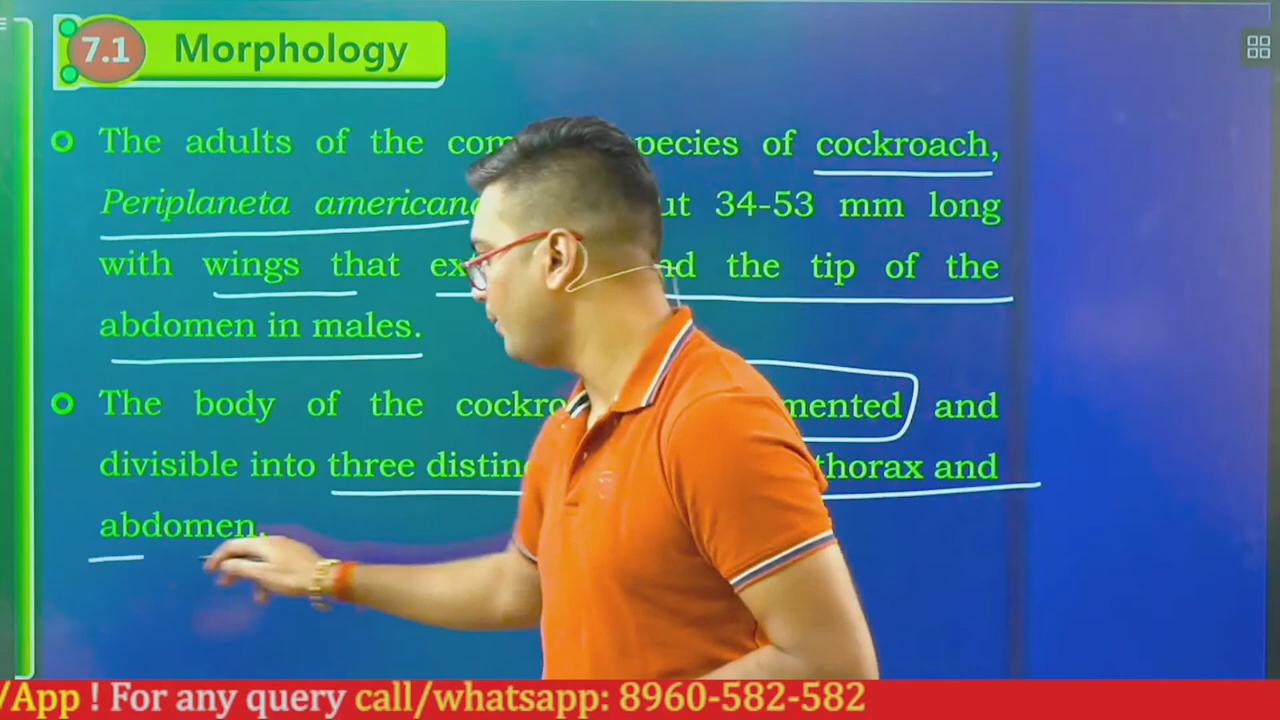 7.1 Morphology
The adults of the com pecies of cockroach,
Periplaneta american ut 34-53 mm long
with wings that ex nd the tip of the
abdomen in males.
The body of the cockro mented and
divisible into three distinc thorax and
abdomen.
/App ! For any query call/whatsapp: 8960-582-582